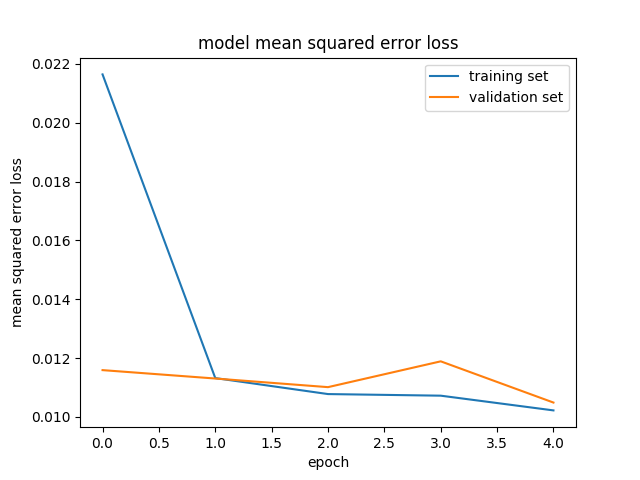 model mean squared error loss
training set
validation set
mean squared error loss
0.022
0.020
0.018
0.016
0.014
0.012
0.010
0.0 0.5 1.0 1.5 2.0 2.5 3.0 3.5 4.0
epoch